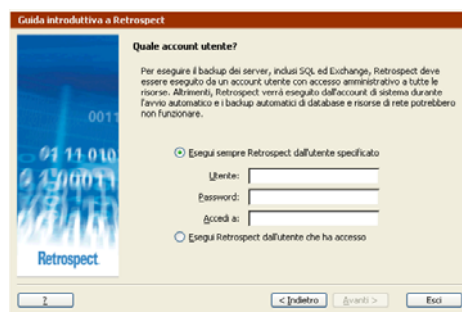 Guida introduttiva a Retrospect
Quale account utente?
Per eseguire il backup dei server, inclusi SQL ed Exchange, Retrospect deve
essere eseguito da un account utente con accesso amministrativo a tutte le
risorse. Altrimenti, Retrospect verrà eseguito dall'account di sistema durante
l'avvio automatico e i backup automatici di database e risorse di rete potrebbero
non funzionare.
Esegui sempre Retrospect dall'utente specificato
Utente:
Password:
Accedi a:
Esegui Retrospect dall'utente che ha accesso
Retrospect
?
< Indietro
Avanti >
Esci